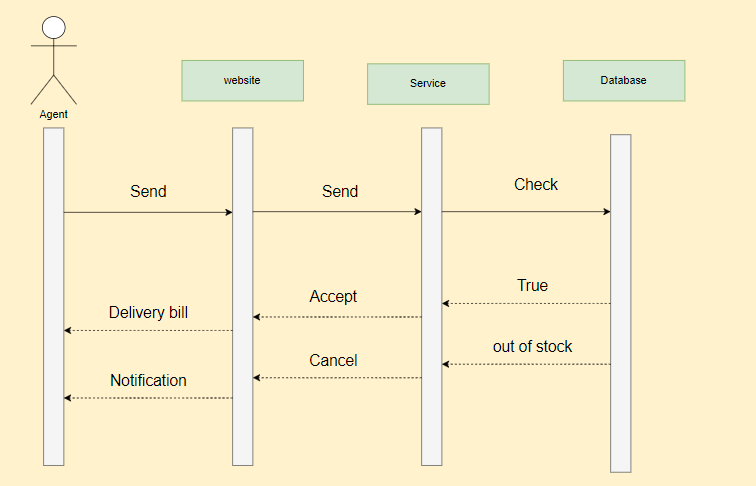 Agent
website
Service
Database
Send
Send
Check
True
Accept
Delivery bill
out of stock
Cancel
Notification